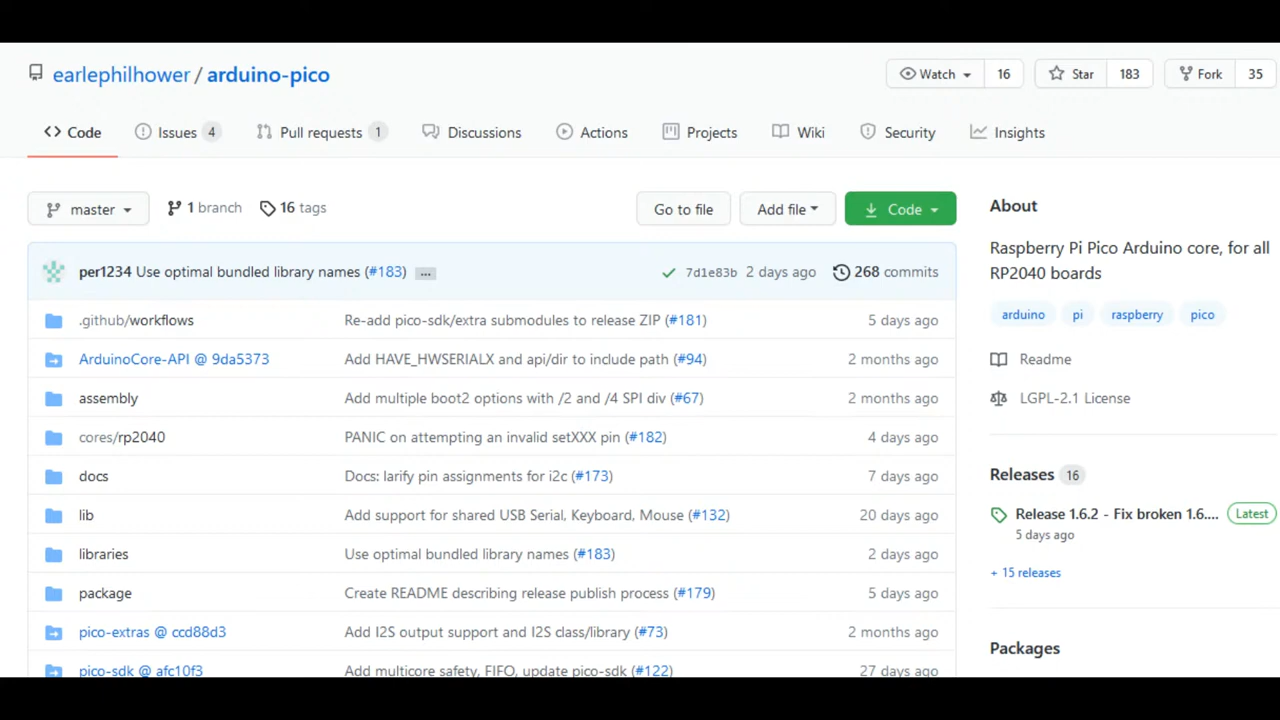 earlephilhower / arduino-pico
Watch 16 Star 183 Fork 35
Code Issues 4 Pull requests 1 Discussions Actions Projects Wiki Security Insights
master 1 branch 16 tags Go to file Add file Code
per1234 Use optimal bundled library names (#183) ... 7d1e83b 2 days ago 268 commits
.github/workflows Re-add pico-sdk/extra submodules to release ZIP (#181) 5 days ago
ArduinoCore-API @ 9da5373 Add HAVE_HWSERIALX and api/dir to include path (#94) 2 months ago
assembly Add multiple boot2 options with /2 and /4 SPI div (#67) 2 months ago
cores/rp2040 PANIC on attempting an invalid setXXX pin (#182) 4 days ago
docs Docs: larify pin assignments for i2c (#173) 7 days ago
lib Add support for shared USB Serial, Keyboard, Mouse (#132) 20 days ago
libraries Use optimal bundled library names (#183) 2 days ago
package Create README describing release publish process (#179) 5 days ago
pico-extras @ ccd88d3 Add I2S output support and I2S class/library (#73) 2 months ago
pico-sdk @ afc10f3 Add multicore safety, FIFO, update pico-sdk (#122) 27 days ago
About
Raspberry Pi Pico Arduino core, for all
RP2040 boards
arduino pi raspberry pico
Readme
LGPL-2.1 License
Releases 16
Release 1.6.2 - Fix broken 1.6.... Latest
5 days ago
+ 15 releases
Packages